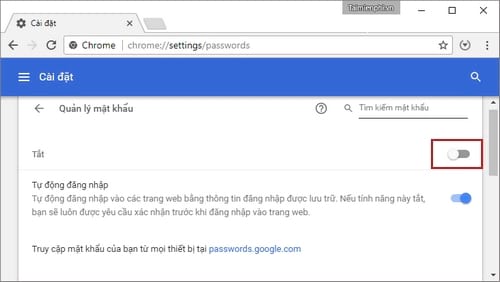 Taimienphi.vn
Cài đặt
Chrome | chrome://settings/passwords
Cài đặt
Quản lý mật khẩu
Tìm kiếm mật khẩu
Tắt
Tự động đăng nhập
Tự động đăng nhập vào các trang web bằng thông tin đăng nhập được lưu trữ. Nếu tính năng này tắt,
bạn sẽ luôn được yêu cầu xác nhận trước khi đăng nhập vào trang web.
Truy cập mật khẩu của bạn từ mọi thiết bị tại passwords.google.com